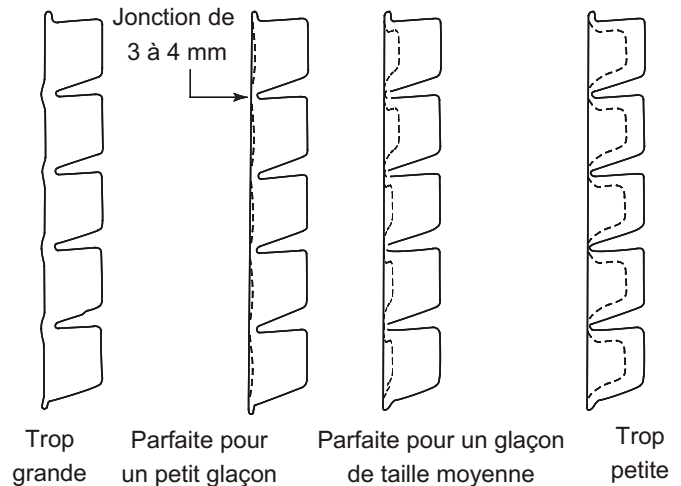 Jonction de
3 à 4 mm
Trop
grande
Parfaite pour
un petit glaçon
Parfaite pour un glaçon
de taille moyenne
Trop
petite